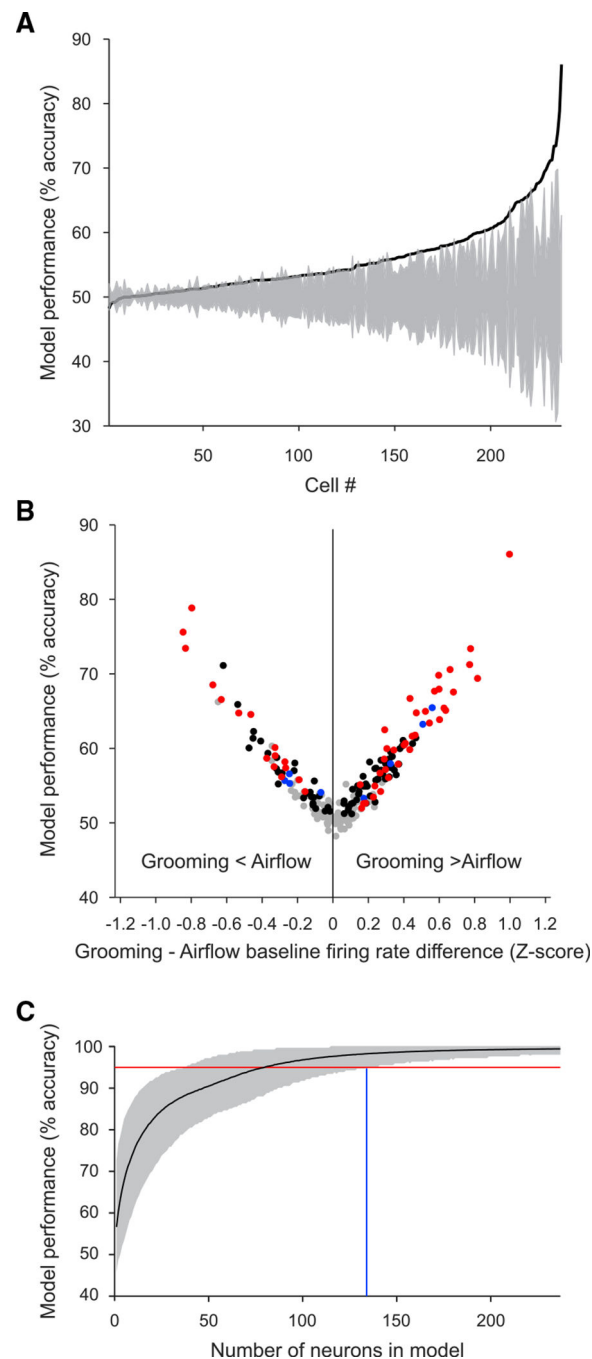 A
Model performance (% accuracy)
90
80
70
60
50
40
30
50 100 150 200
Cell #
B
Model performance (% accuracy)
90
80
70
60
50
40
Grooming < Airflow Grooming >Airflow
-1.2 -1.0 -0.8 -0.6 -0.4 -0.2 0 0.2 0.4 0.6 0.8 1.0 1.2
Grooming - Airflow baseline firing rate difference (Z-score)
C
Model performance (% accuracy)
100
90
80
70
60
50
40
0 50 100 150 200
Number of neurons in model